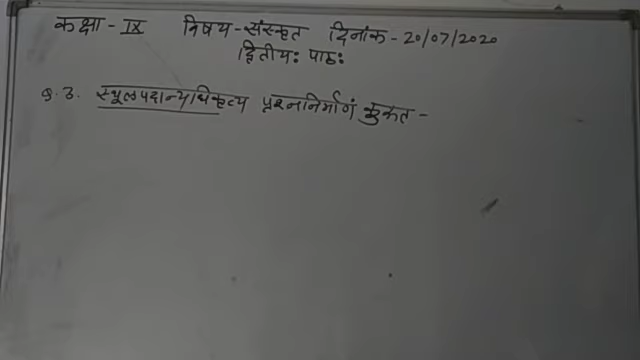 कक्षा - IX विषय - संस्कृत दिनांक - 20/07/2020
द्वितीय: पाठ:
Q.3. स्थूलपदान्यधिकृत्य प्रश्ननिर्माणं कुरुत -